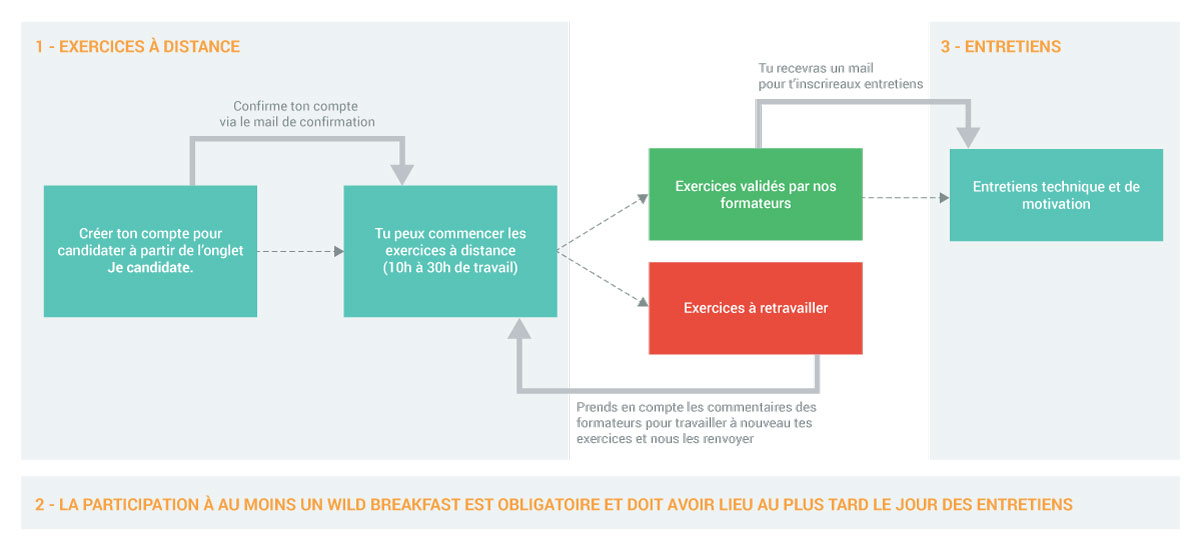 1 - EXERCICES À DISTANCE
Confirme ton compte
via le mail de confirmation
Créer ton compte pour
candidater à partir de l'onglet
Je candidate.
Tu peux commencer les
exercices à distance
(10h à 30h de travail)
Tu recevras un mail
pour t'inscrireaux entretiens
Exercices validés par nos
formateurs
Exercices à retravailler
Prends en compte les commentaires des
formateurs pour travailler à nouveau tes
exercices et nous les renvoyer
3 - ENTRETIENS
Entretiens technique et de
motivation
2 - LA PARTICIPATION À AU MOINS UN WILD BREAKFAST EST OBLIGATOIRE ET DOIT AVOIR LIEU AU PLUS TARD LE JOUR DES ENTRETIENS